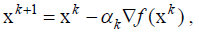 x^{k+1} = x^k − α_k ∇f(x^k) ,